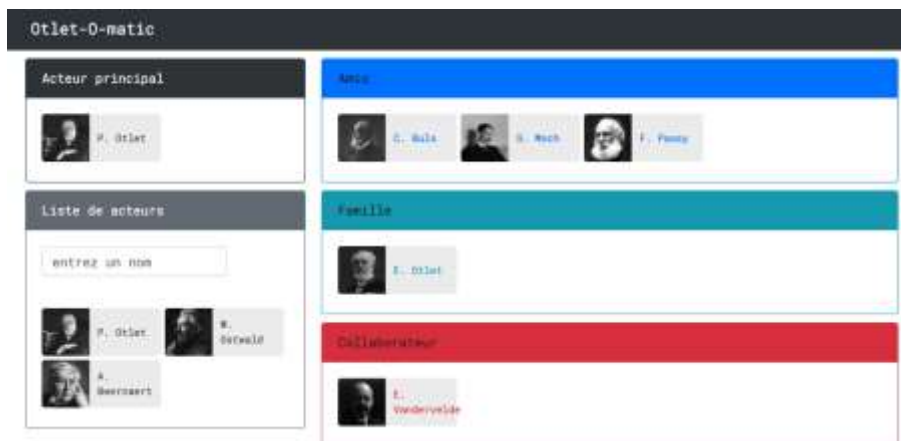 Otlet-O-matic
Acteur principal
P. Otlet
Liste de acteurs
entrez un nom
P. Otlet
W.
Ostwald
A.
Beernaert
Amis
C. Buls
F. Passy
Famille
E. Otlet
Collaborateur
E.
Vandervelde